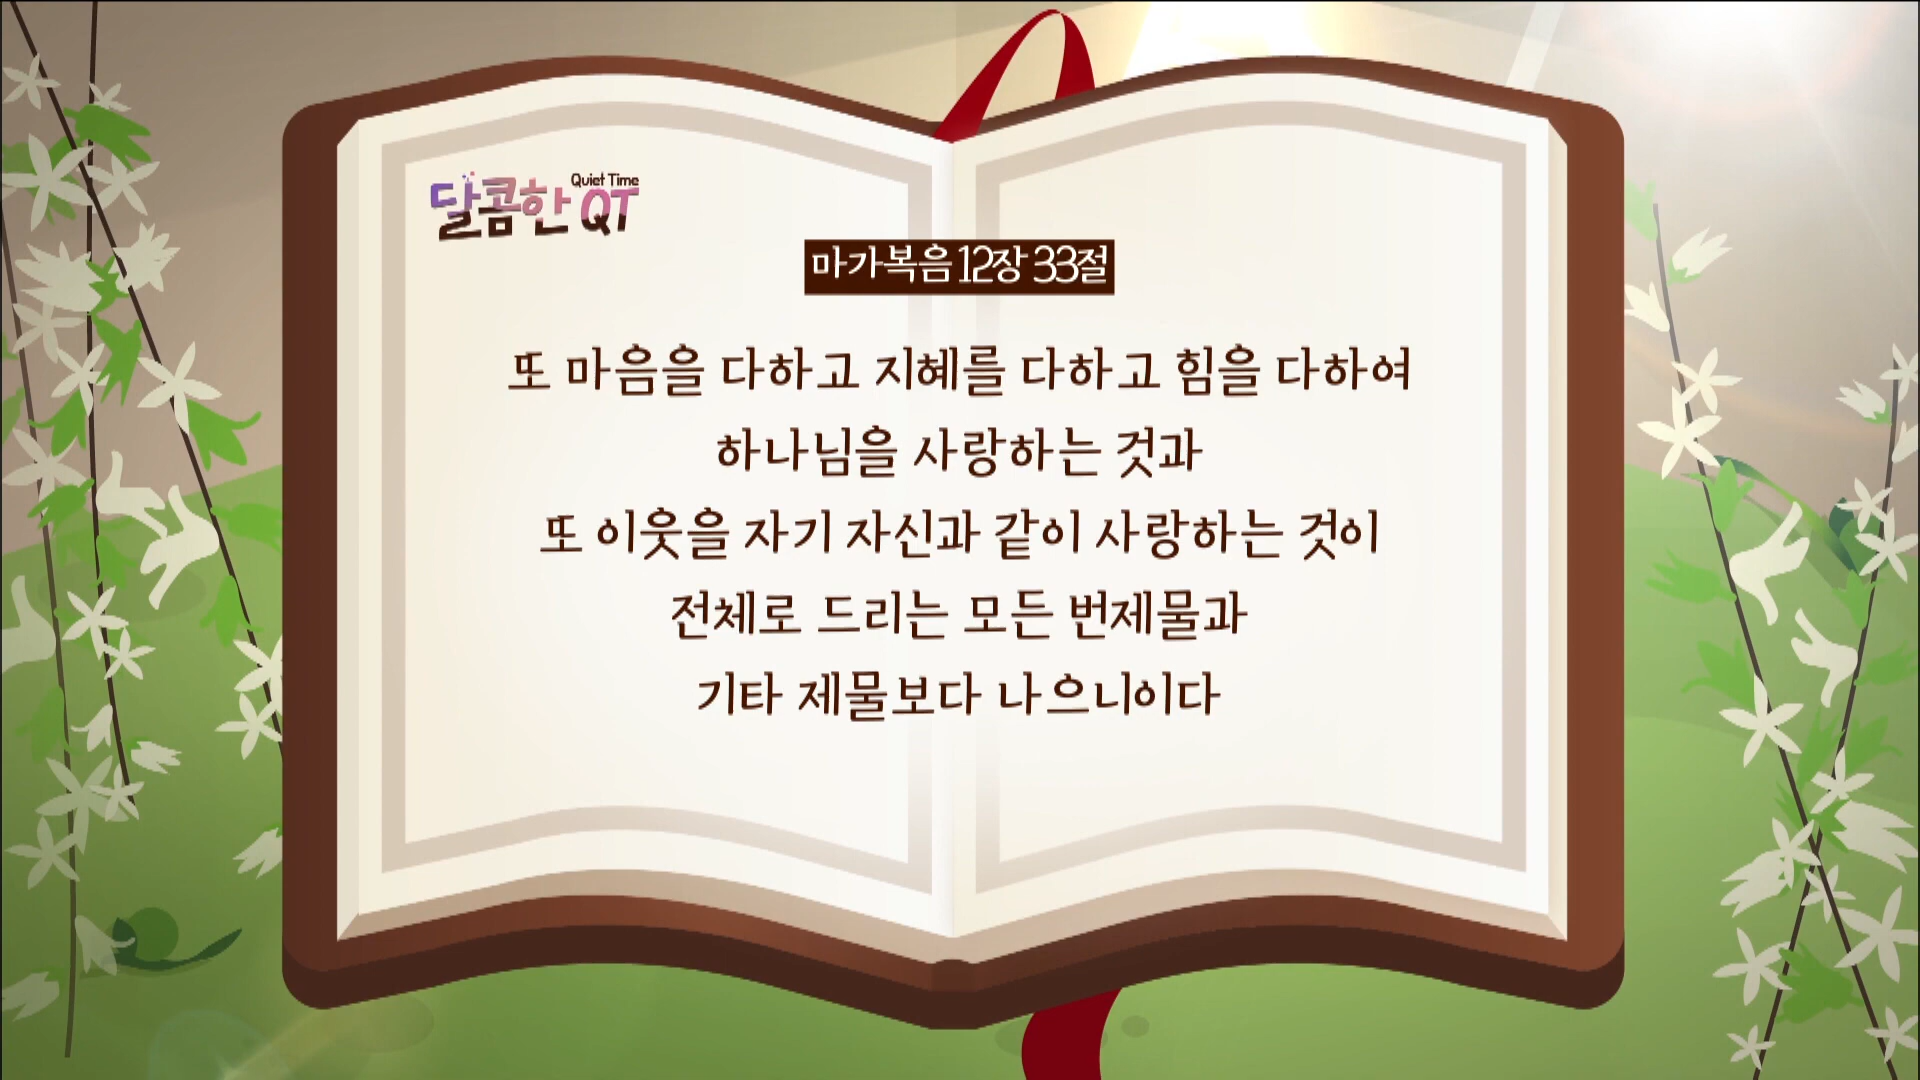 Quiet Time
달콤한 QT
마가복음 12장 33절
또 마음을 다하고 지혜를 다하고 힘을 다하여
하나님을 사랑하는 것과
또 이웃을 자기 자신과 같이 사랑하는 것이
전체로 드리는 모든 번제물과
기타 제물보다 나으니이다